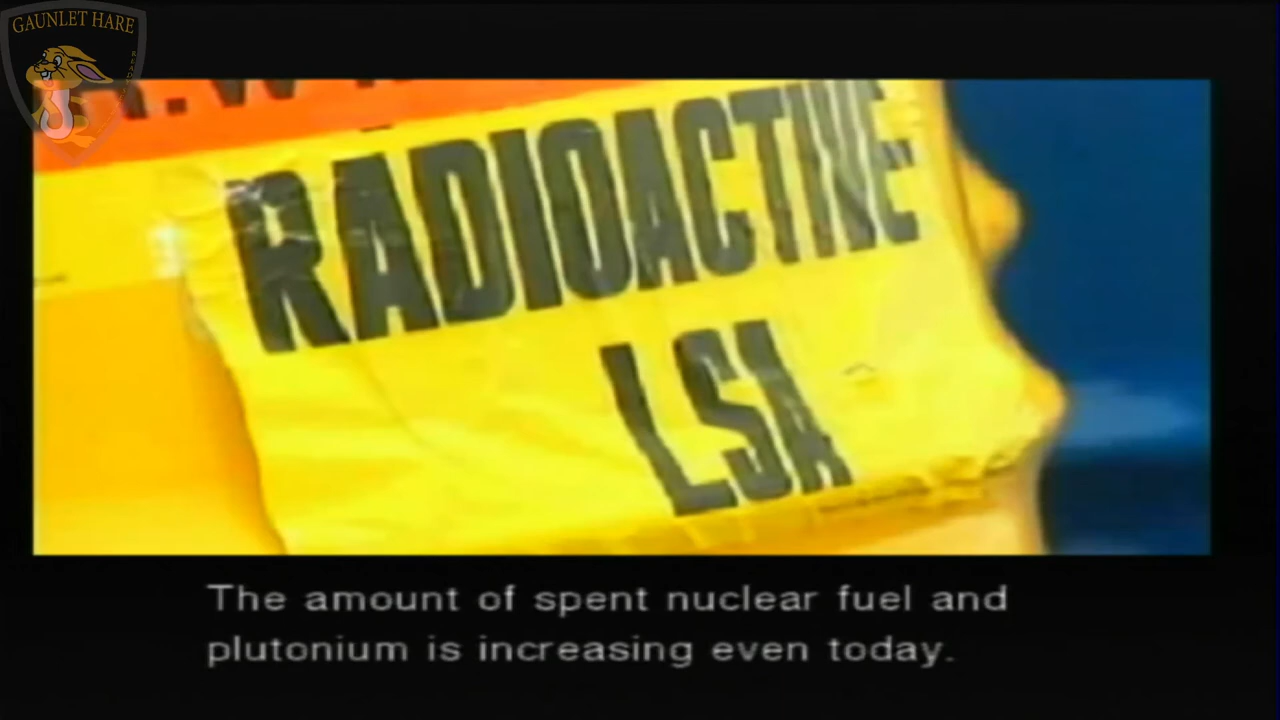 GAUNLET HARE
RADIOACTIVE
LSA
The amount of spent nuclear fuel and
plutonium is increasing even today.